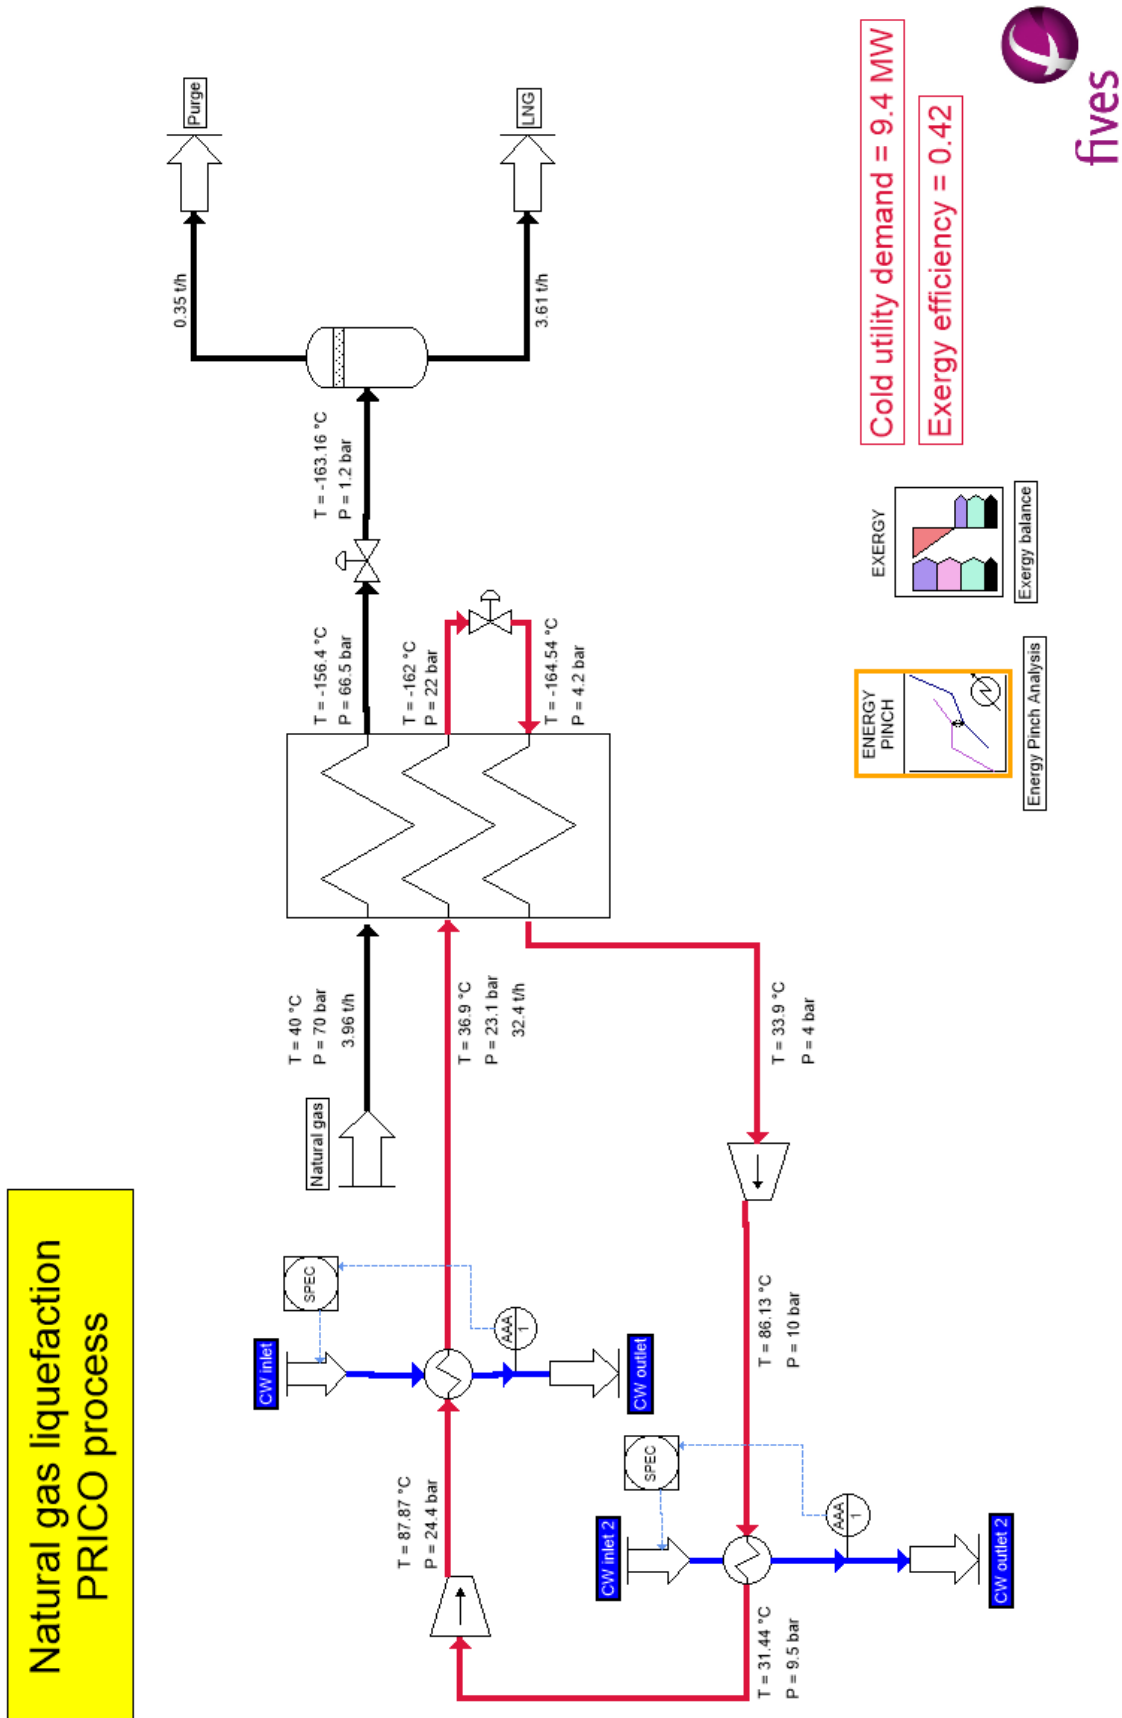 Natural gas liquefaction
PRICO process
Purge
0.35 t/h
LNG
3.61 t/h
T = -163.16 °C
P = 1.2 bar
T = -156.4 °C
P = 66.5 bar
T = -162 °C
P = 22 bar
T = -164.54 °C
P = 4.2 bar
Natural gas
T = 40 °C
P = 70 bar
3.96 t/h
T = 36.9 °C
P = 23.1 bar
32.4 t/h
T = 33.9 °C
P = 4 bar
SPEC
CW inlet
AAA
1
CW outlet
T = 87.87 °C
P = 24.4 bar
T = 86.13 °C
P = 10 bar
SPEC
CW inlet 2
AAA
1
CW outlet 2
T = 31.44 °C
P = 9.5 bar
ENERGY
PINCH
Energy Pinch Analysis
EXERGY
Exergy balance
Cold utility demand = 9.4 MW
Exergy efficiency = 0.42
fives